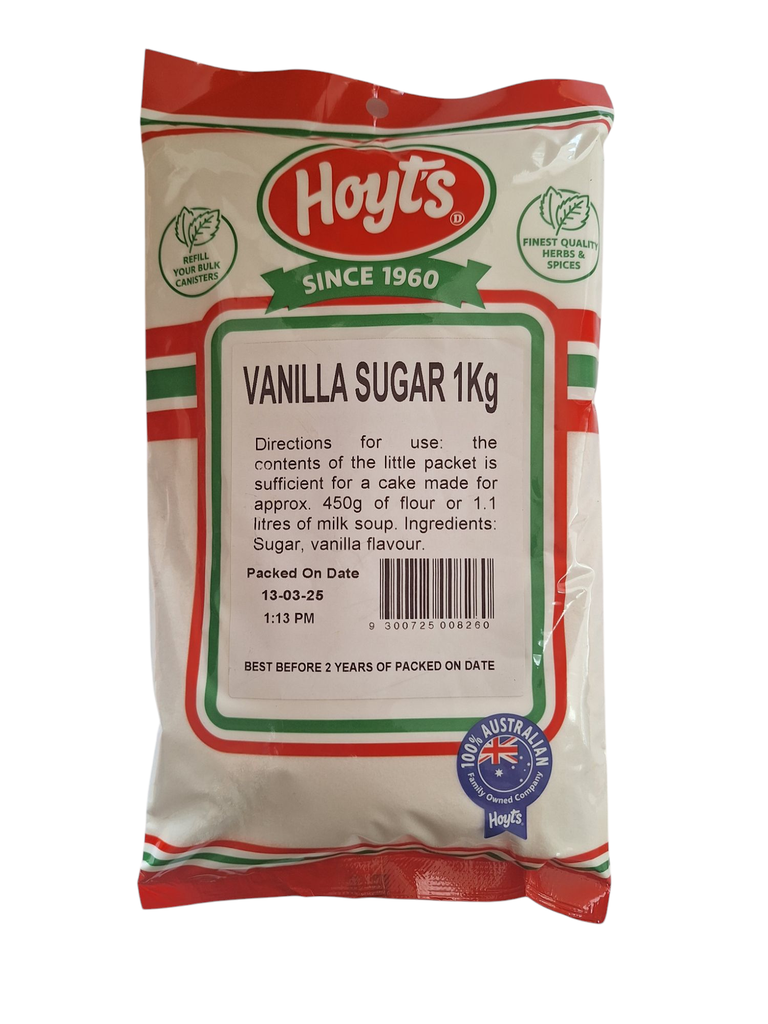 Hoyt's
D
SINCE 1960
REFILL
YOUR BULK
CANISTERS
FINEST QUALITY
HERBS &
SPICES
VANILLA SUGAR 1Kg
Directions for use: the
contents of the little packet is
sufficient for a cake made for
approx. 450g of flour or 1.1
litres of milk soup. Ingredients:
Sugar, vanilla flavour.
Packed On Date
13-03-25
1:13 PM
9 300725 008260
BEST BEFORE 2 YEARS OF PACKED ON DATE
100% AUSTRALIAN
Family Owned Company
Hoyt's